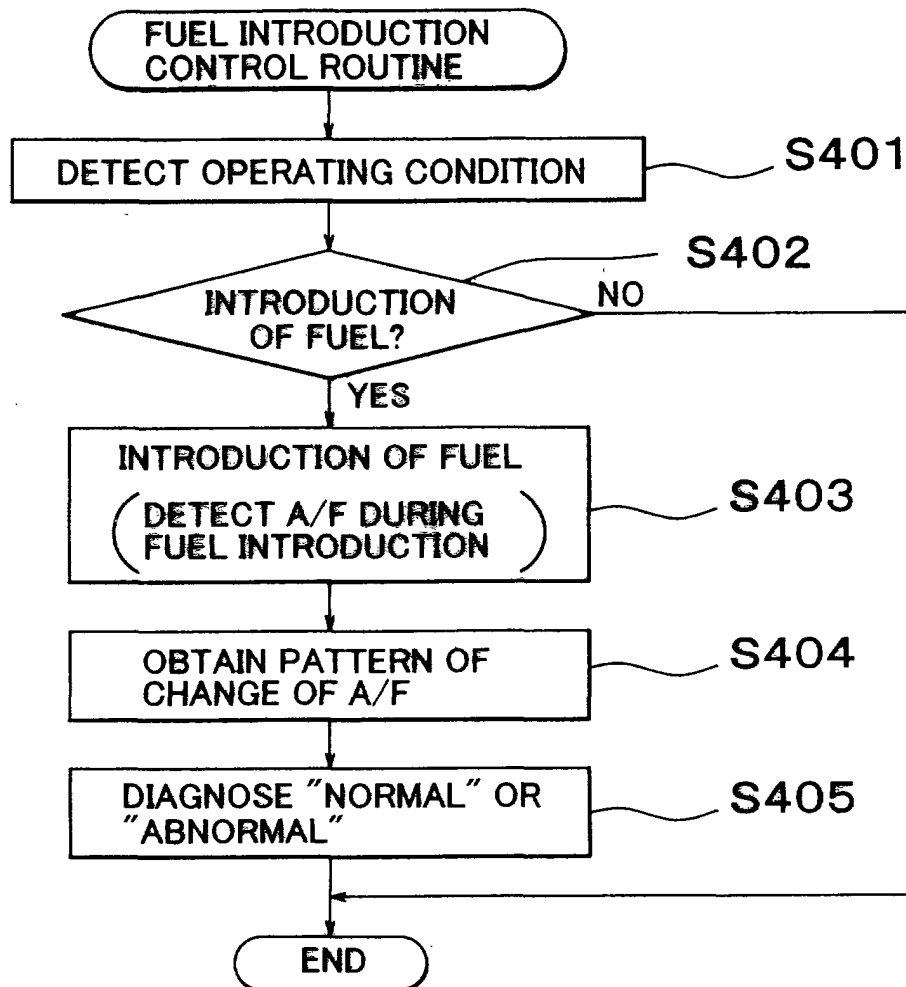 FUEL INTRODUCTION
CONTROL ROUTINE
DETECT OPERATING CONDITION
S401
S402
INTRODUCTION
OF FUEL?
NO
YES
INTRODUCTION OF FUEL
(DETECT A/F DURING
FUEL INTRODUCTION)
S403
OBTAIN PATTERN OF
CHANGE OF A/F
S404
DIAGNOSE "NORMAL" OR
"ABNORMAL"
S405
END